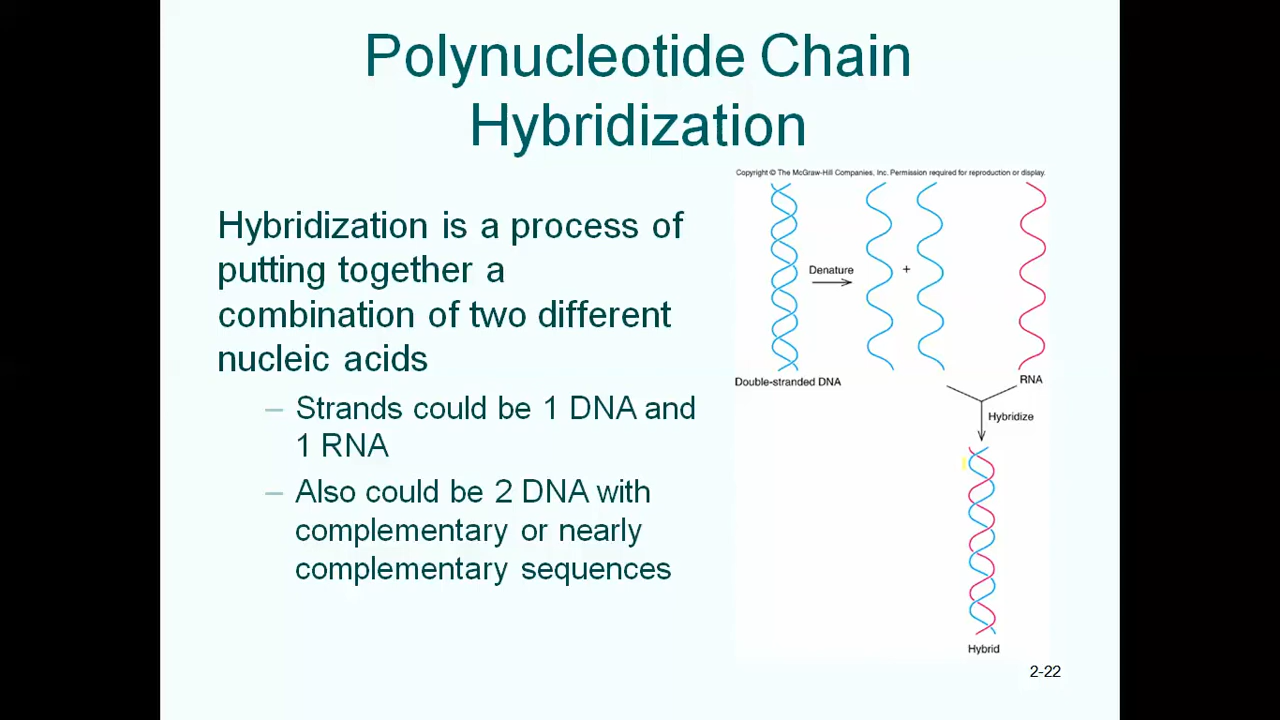 Polynucleotide Chain
Hybridization
Copyright © The McGraw-Hill Companies, Inc. Permission required for reproduction or display.
Hybridization is a process of
putting together a
combination of two different
nucleic acids
– Strands could be 1 DNA and
1 RNA
– Also could be 2 DNA with
complementary or nearly
complementary sequences
Denature
+
Double-stranded DNA
RNA
Hybridize
Hybrid
2-22